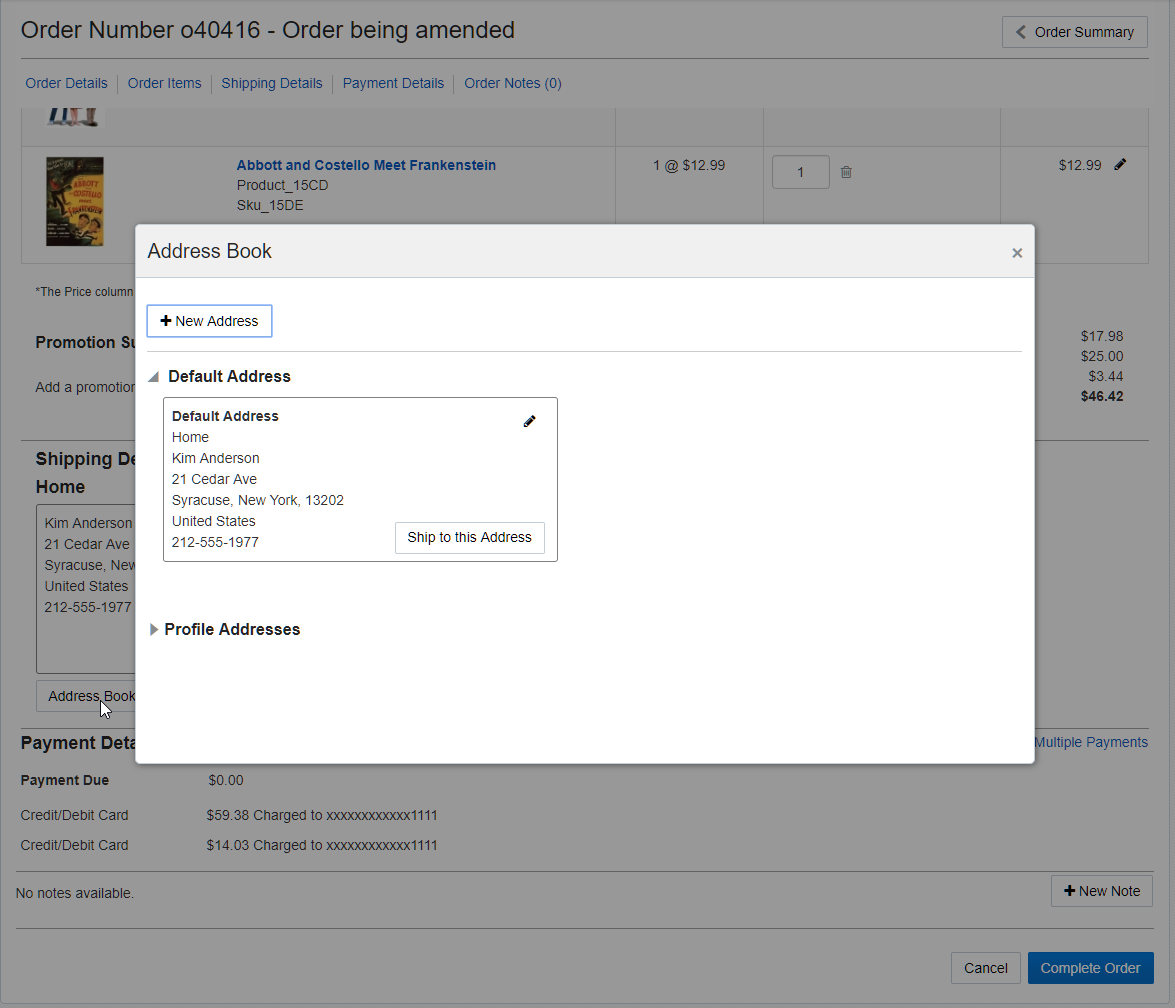 Order Number o40416 - Order being amended
Order Summary
Order Details
Order Items
Shipping Details
Payment Details
Order Notes (0)
ABBOTT
COSTELLO
FRANKENSTEIN
Abbott and Costello Meet Frankenstein
Product_15CD
Sku_15DE
1 @ $12.99
1
$12.99
Address Book
×
New Address
Default Address
Default Address
Home
Kim Anderson
21 Cedar Ave
Syracuse, New York, 13202
United States
212-555-1977
Ship to this Address
Profile Addresses
*The Price column
Promotion Su
Add a promotion
$17.98
$25.00
$3.44
$46.42
Shipping De
Home
Kim Anderson
21 Cedar Ave
Syracuse, New
United States
212-555-1977
Address Book
Payment Deta
Multiple Payments
Payment Due $0.00
Credit/Debit Card $59.38 Charged to xxxxxxxxxxxx1111
Credit/Debit Card $14.03 Charged to xxxxxxxxxxxx1111
No notes available.
New Note
Cancel
Complete Order